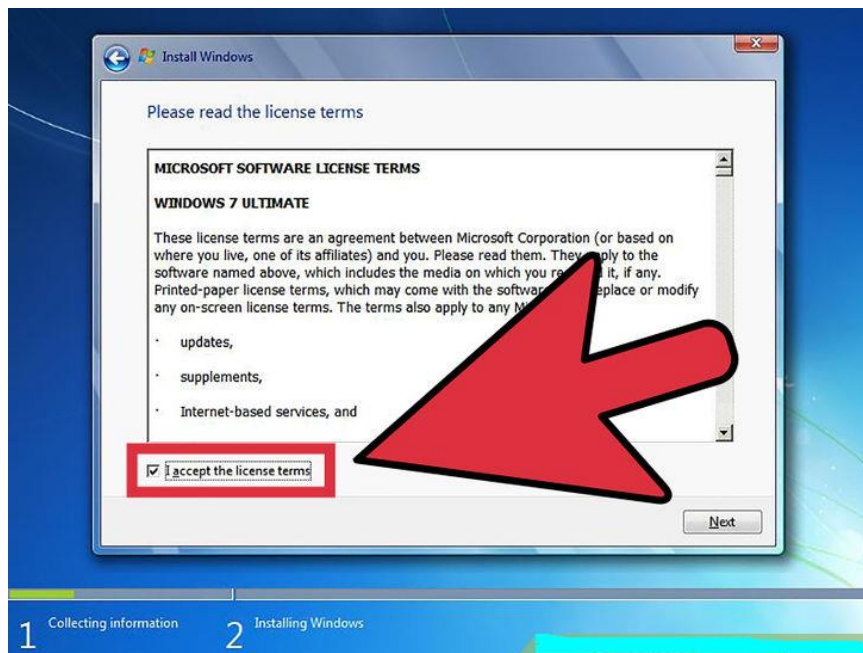 Install Windows
Please read the license terms
MICROSOFT SOFTWARE LICENSE TERMS
WINDOWS 7 ULTIMATE
These license terms are an agreement between Microsoft Corporation (or based on
where you live, one of its affiliates) and you. Please read them. They apply to the
software named above, which includes the media on which you it, if any.
Printed-paper license terms, which may come with the software replace or modify
any on-screen license terms. The terms also apply to any
· updates,
· supplements,
· Internet-based services, and
I accept the license terms
Next
1 Collecting information
2 Installing Windows